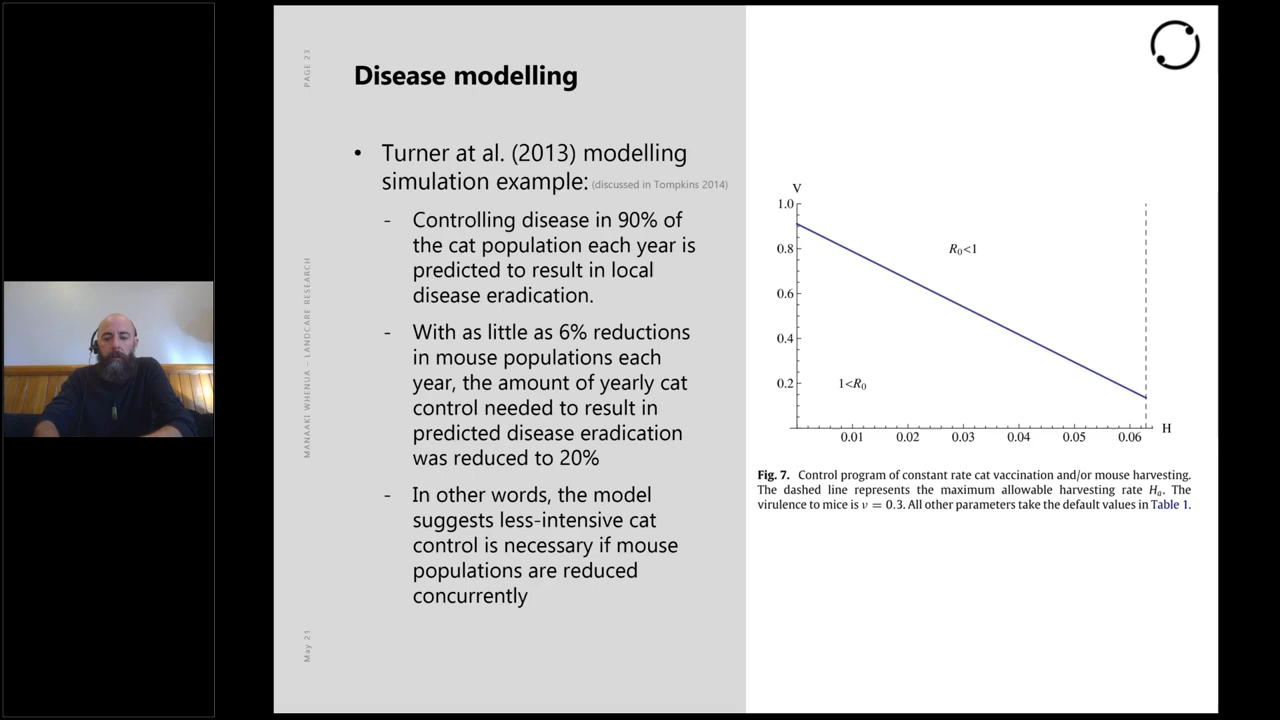 PAGE 23
Disease modelling
• Turner at al. (2013) modelling
simulation example: (discussed in Tompkins 2014)
- Controlling disease in 90% of
the cat population each year is
predicted to result in local
disease eradication.
- With as little as 6% reductions
in mouse populations each
year, the amount of yearly cat
control needed to result in
predicted disease eradication
was reduced to 20%
- In other words, the model
suggests less-intensive cat
control is necessary if mouse
populations are reduced
concurrently
MANAAKI WHENUA – LANDCARE RESEARCH
May 21
V
1.0
0.8
0.6
0.4
0.2
R₀<1
1<R₀
0.01 0.02 0.03 0.04 0.05 0.06 H
Fig. 7. Control program of constant rate cat vaccination and/or mouse harvesting.
The dashed line represents the maximum allowable harvesting rate Hₐ. The
virulence to mice is ν = 0.3. All other parameters take the default values in Table 1.